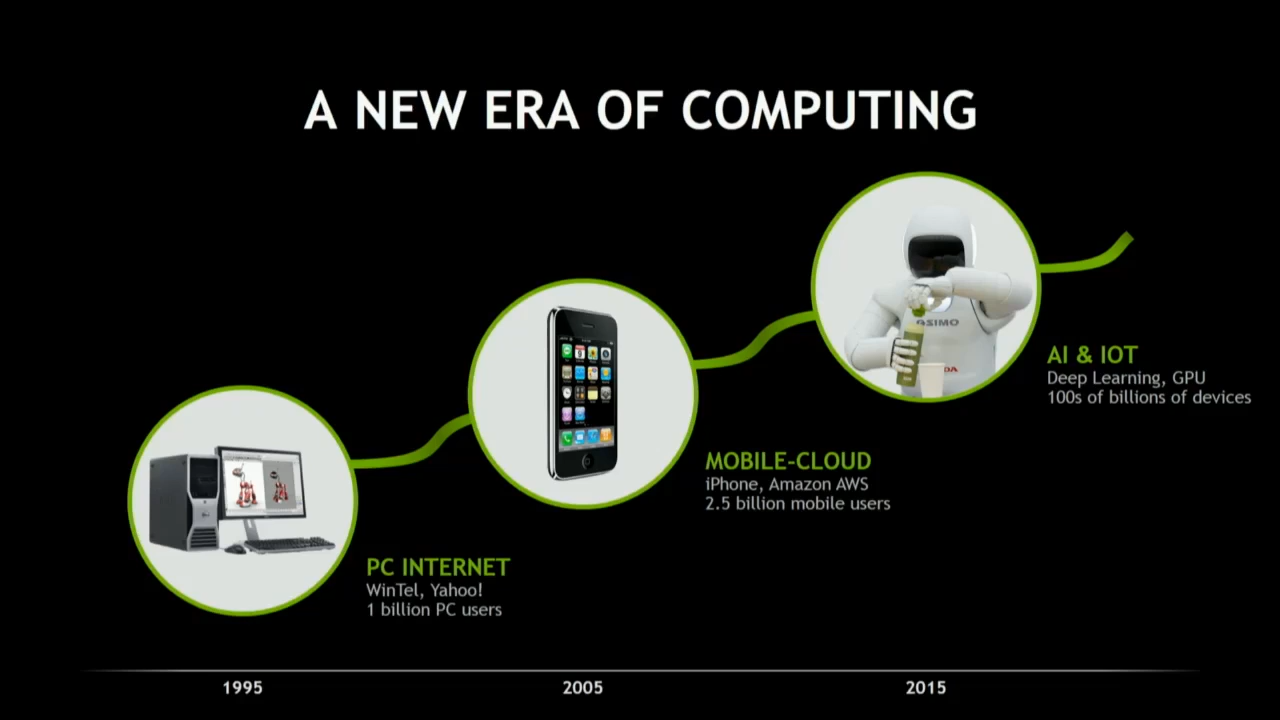 A NEW ERA OF COMPUTING
ASIMO
AI & IOT
Deep Learning, GPU
100s of billions of devices
MOBILE-CLOUD
iPhone, Amazon AWS
2.5 billion mobile users
PC INTERNET
WinTel, Yahoo!
1 billion PC users
1995
2005
2015